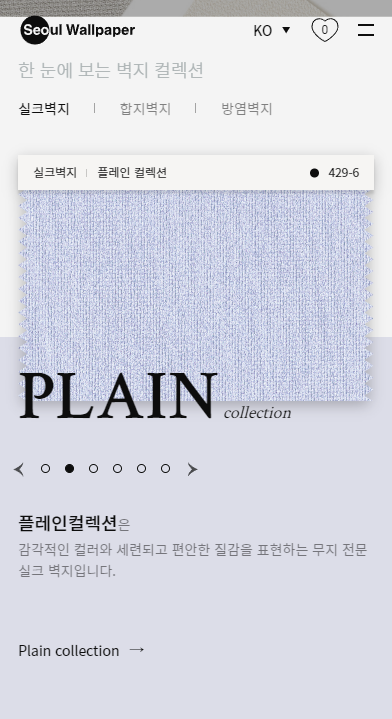 Seoul Wallpaper
KO ▼ 0
한 눈에 보는 벽지 컬렉션
실크벽지 | 합지벽지 | 방염벽지
실크벽지 | 플레인 컬렉션 ● 429-6
PLAIN collection
플레인컬렉션은
감각적인 컬러와 세련되고 편안한 질감을 표현하는 무지 전문
실크 벽지입니다.
Plain collection →